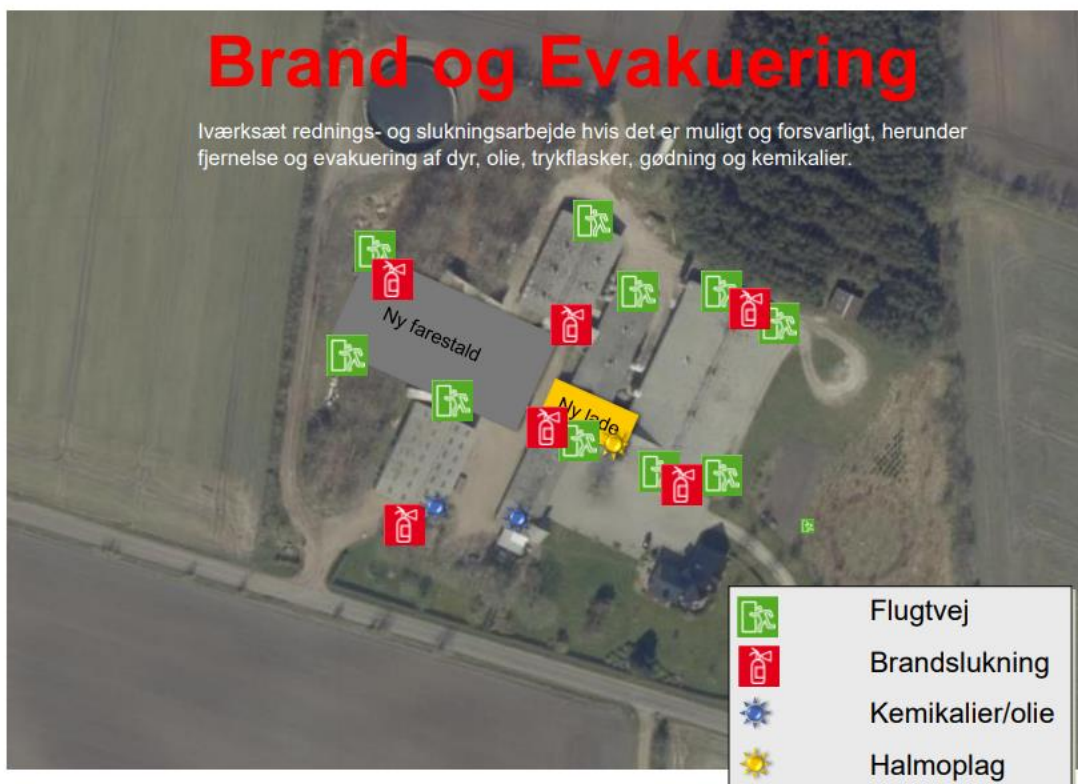 Brand og Evakuering
Iværksæt rednings- og slukningsarbejde hvis det er muligt og forsvarligt, herunder
fjernelse og evakuering af dyr, olie, trykflasker, gødning og kemikalier.
Ny farestald
Ny lade
Flugtvej
Brandslukning
Kemikalier/olie
Halmoplag